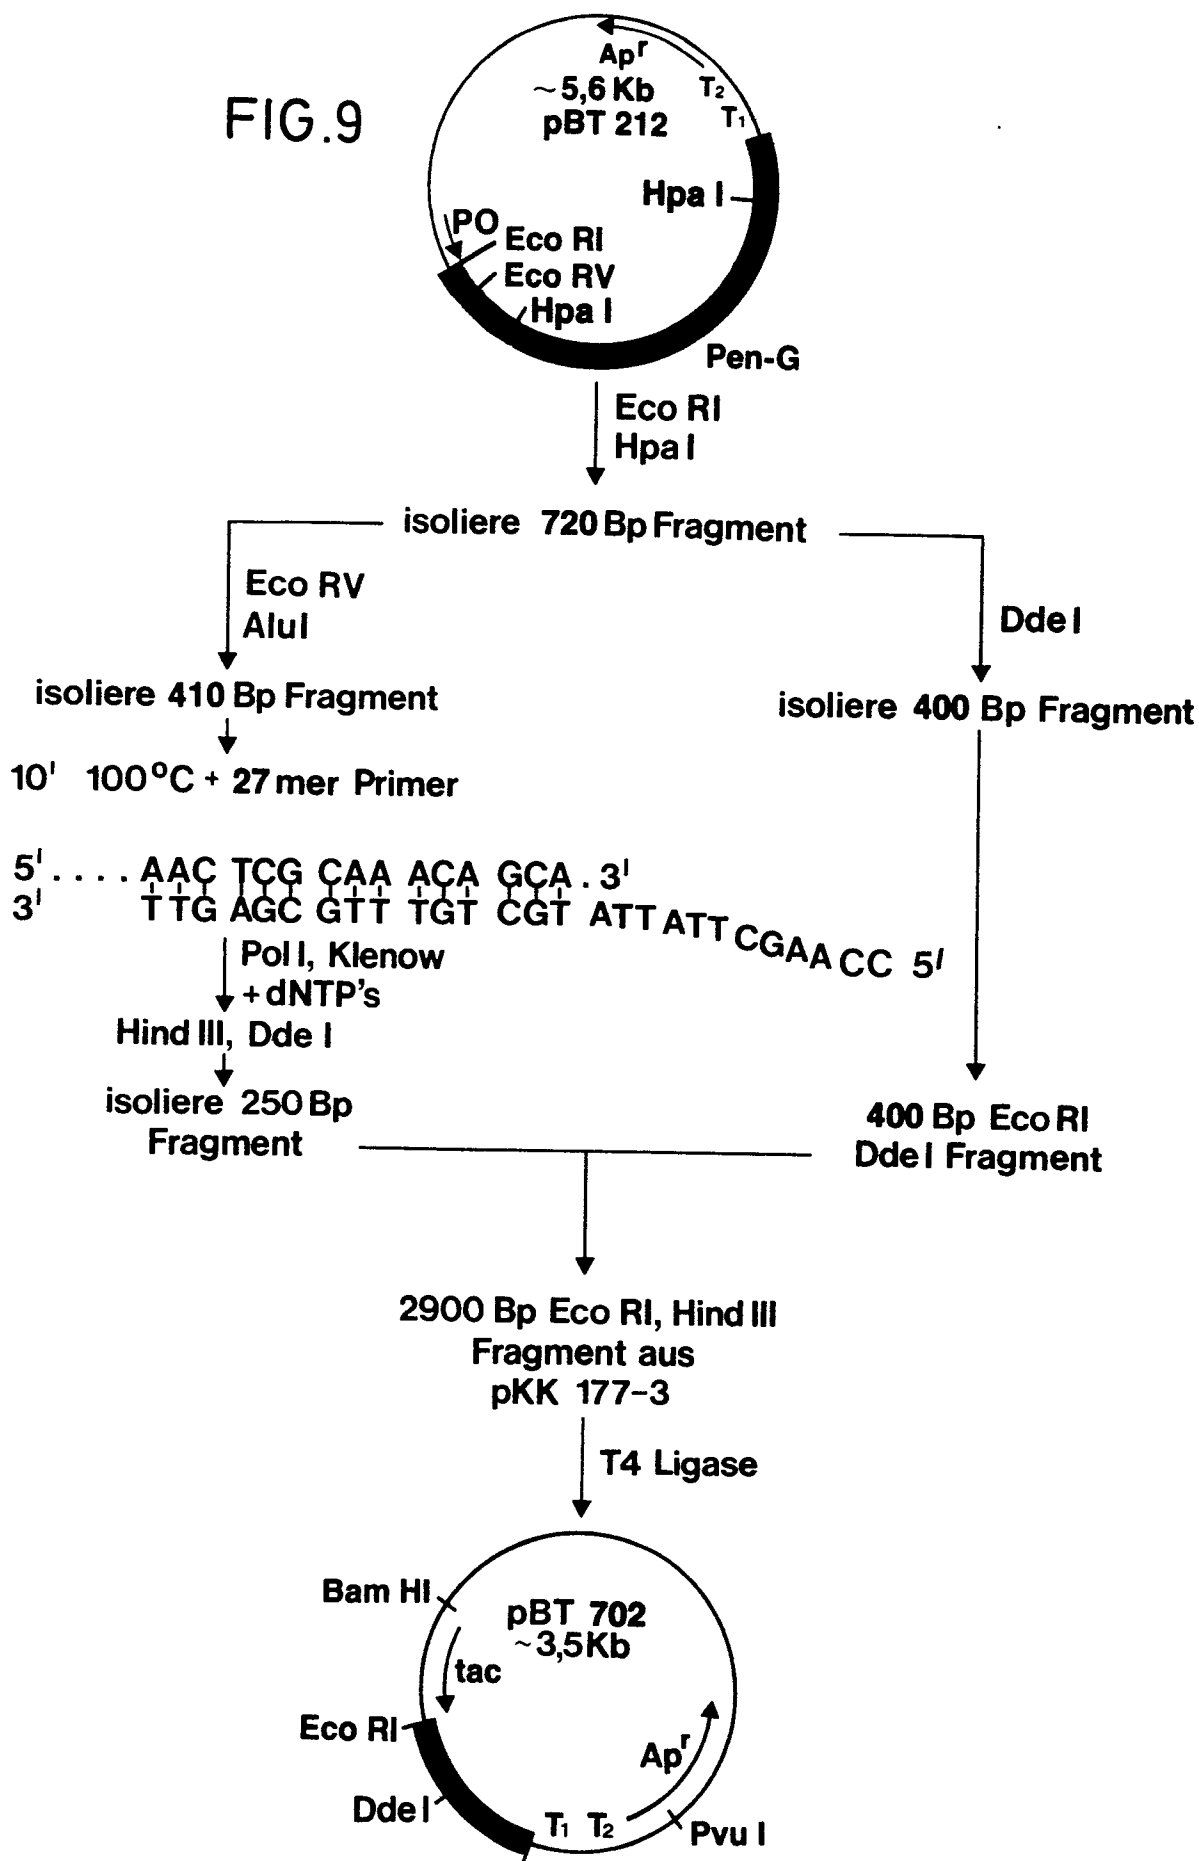 FIG.9
Apʳ
~5,6 Kb
pBT 212
T₂
T₁
Hpa I
PO
Eco RI
Eco RV
Hpa I
Pen-G
Eco RI
Hpa I
isoliere 720 Bp Fragment
Eco RV
Alu I
Dde I
isoliere 410 Bp Fragment
isoliere 400 Bp Fragment
10' 100°C + 27 mer Primer
5'.... AAC TCG CAA ACA GCA . 3'
3' TTG AGC GTT TGT CGT ATT ATT CGAA CC 5'
Pol I, Klenow
+ dNTP's
Hind III, Dde I
isoliere 250 Bp
Fragment
400 Bp Eco RI
Dde I Fragment
2900 Bp Eco RI, Hind III
Fragment aus
pKK 177-3
T4 Ligase
Bam HI
pBT 702
~3,5 Kb
tac
Eco RI
Apʳ
Dde I
T₁ T₂
Pvu I